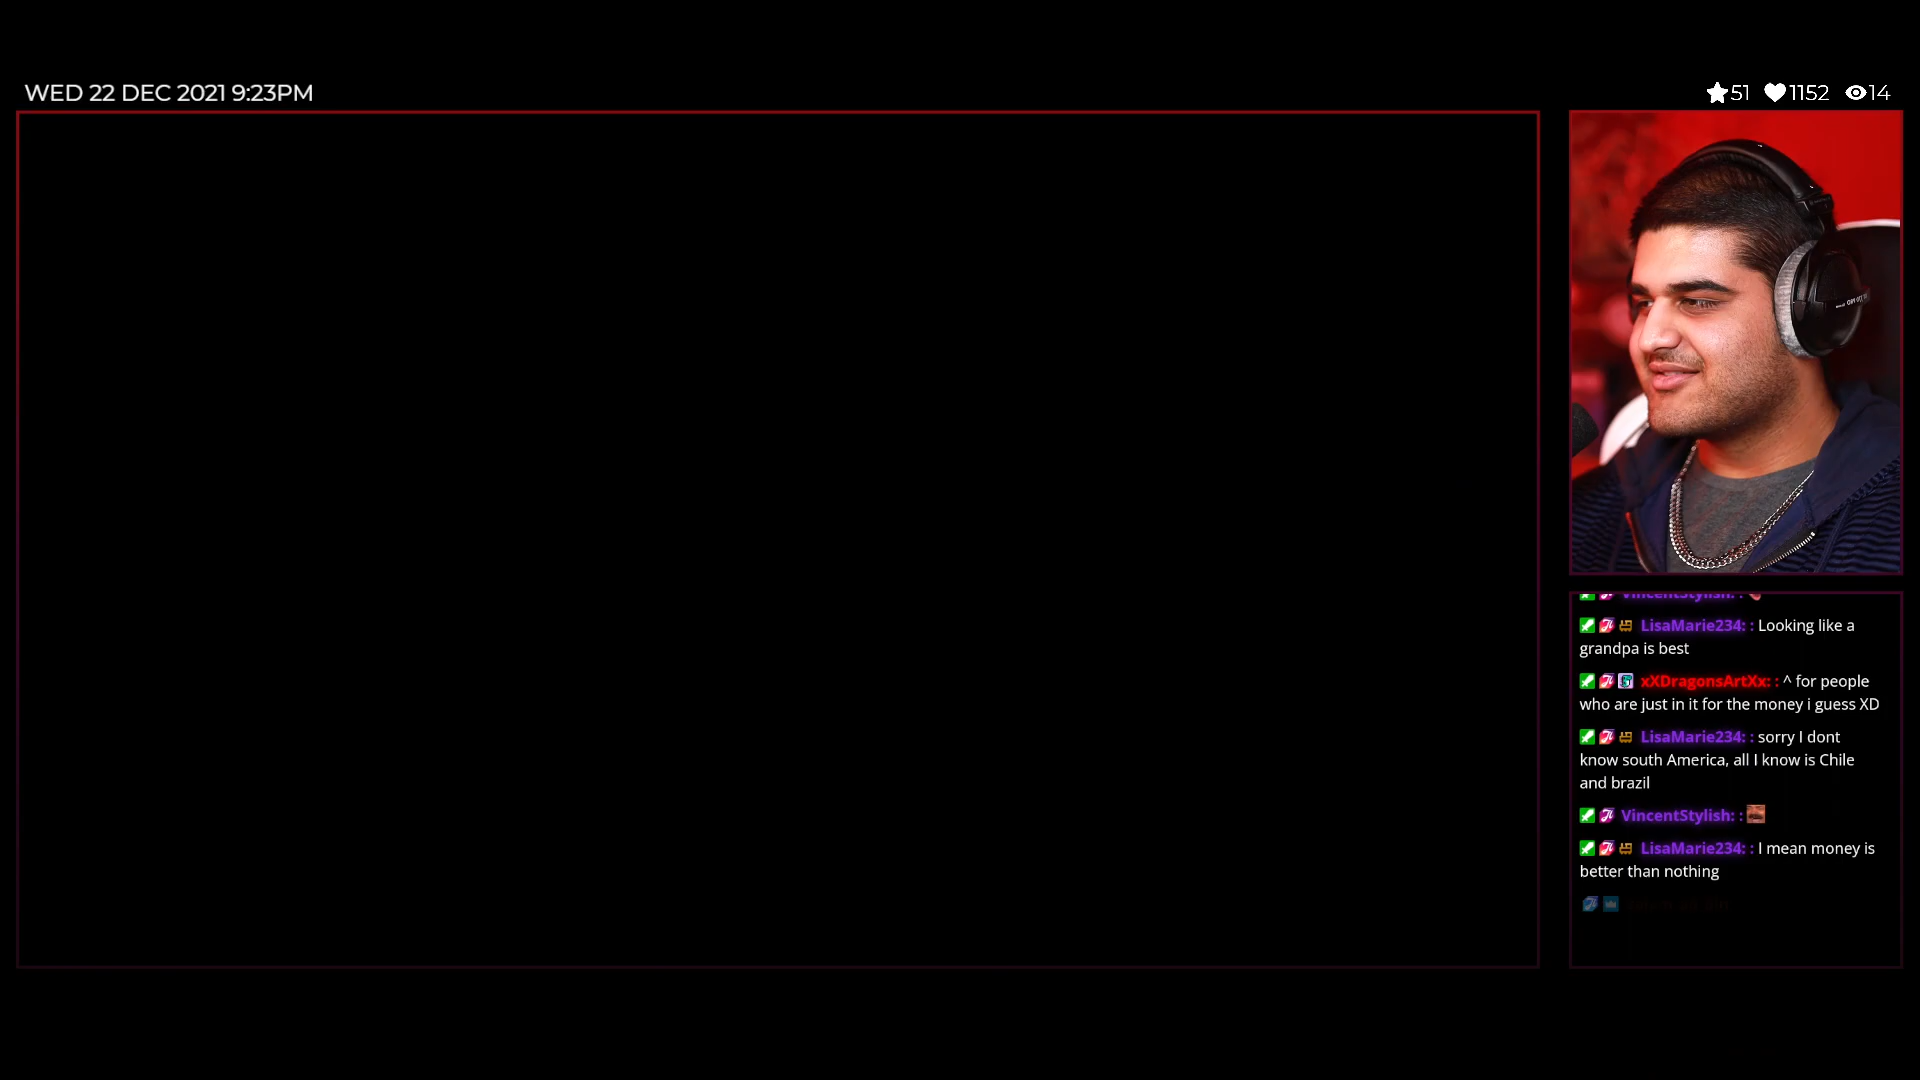 WED 22 DEC 2021 9:23PM
51 1152 14
VincentStylish: :
LisaMarie234: : Looking like a
grandpa is best
xXDragonsArtXx: : ^ for people
who are just in it for the money i guess XD
LisaMarie234: : sorry I dont
know south America, all I know is Chile
and brazil
VincentStylish: :
LisaMarie234: : I mean money is
better than nothing